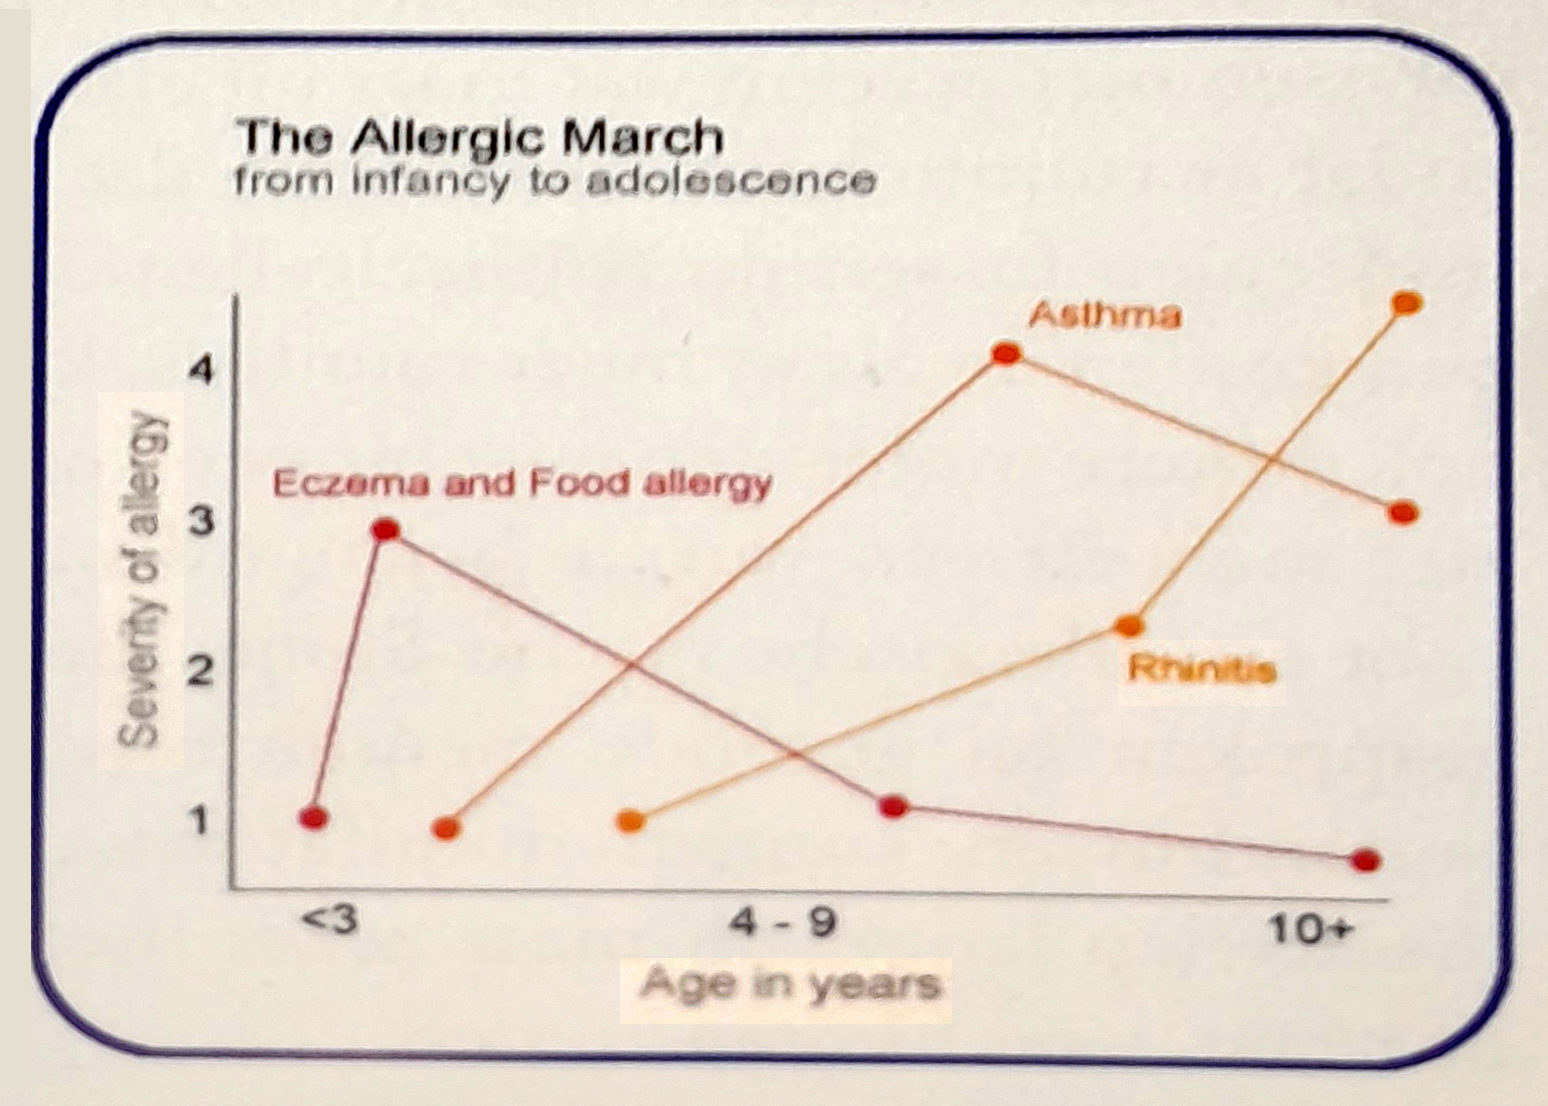 The Allergic March
from infancy to adolescence
Asthma
4
Eczema and Food allergy
3
Severity of allergy
2
Rhinitis
1
<3
4 - 9
10+
Age in years